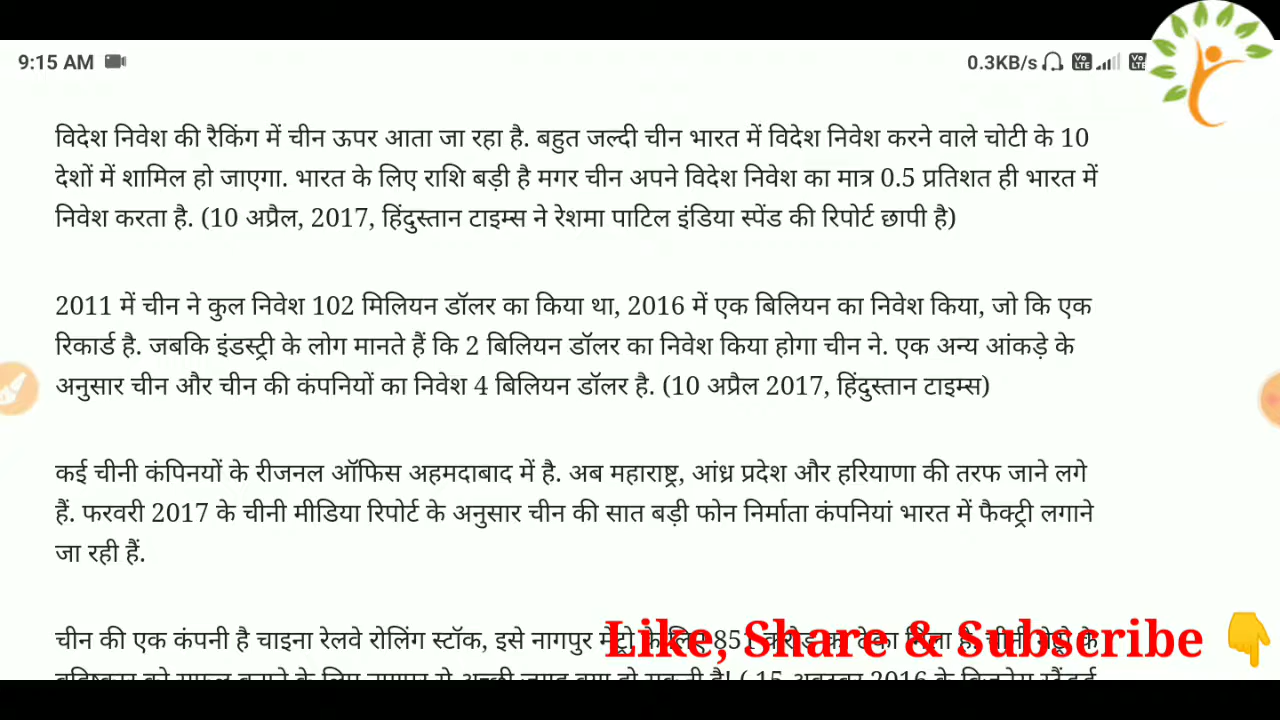 9:15 AM
0.3KB/s
विदेश निवेश की रैकिंग में चीन ऊपर आता जा रहा है. बहुत जल्दी चीन भारत में विदेश निवेश करने वाले चोटी के 10
देशों में शामिल हो जाएगा. भारत के लिए राशि बड़ी है मगर चीन अपने विदेश निवेश का मात्र 0.5 प्रतिशत ही भारत में
निवेश करता है. (10 अप्रैल, 2017, हिंदुस्तान टाइम्स ने रेशमा पाटिल इंडिया स्पेंड की रिपोर्ट छापी है)
2011 में चीन ने कुल निवेश 102 मिलियन डॉलर का किया था, 2016 में एक बिलियन का निवेश किया, जो कि एक
रिकार्ड है. जबकि इंडस्ट्री के लोग मानते हैं कि 2 बिलियन डॉलर का निवेश किया होगा चीन ने. एक अन्य आंकड़े के
अनुसार चीन और चीन की कंपनियों का निवेश 4 बिलियन डॉलर है. (10 अप्रैल 2017, हिंदुस्तान टाइम्स)
कई चीनी कंपिनयों के रीजनल ऑफिस अहमदाबाद में है. अब महाराष्ट्र, आंध्र प्रदेश और हरियाणा की तरफ जाने लगे
हैं. फरवरी 2017 के चीनी मीडिया रिपोर्ट के अनुसार चीन की सात बड़ी फोन निर्माता कंपनियां भारत में फैक्ट्री लगाने
जा रही हैं.
चीन की एक कंपनी है चाइना रेलवे रोलिंग स्टॉक, इसे नागपुर मेट्रो के लिए 851
Like, Share & Subscribe